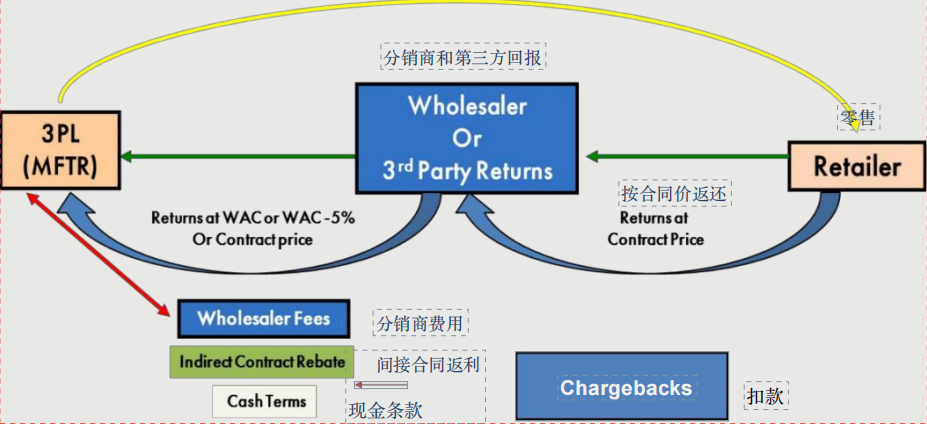 分销商和第三方回报
Wholesaler
Or
3rd Party Returns
3PL
(MFTR)
零售
Retailer
按合同价返还
Returns at WAC or WAC -5%
Or Contract price
Returns at
Contract Price
Wholesaler Fees
分销商费用
Indirect Contract Rebate
间接合同返利
Cash Terms
现金条款
Chargebacks
扣款